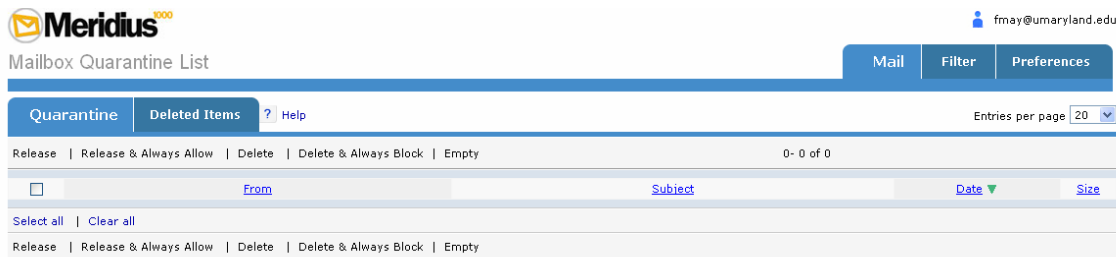 Meridius 1000
fmay@umaryland.edu
Mailbox Quarantine List
Mail Filter Preferences
Quarantine Deleted Items ? Help Entries per page 20
Release | Release & Always Allow | Delete | Delete & Always Block | Empty 0- 0 of 0
From Subject Date Size
Select all | Clear all
Release | Release & Always Allow | Delete | Delete & Always Block | Empty